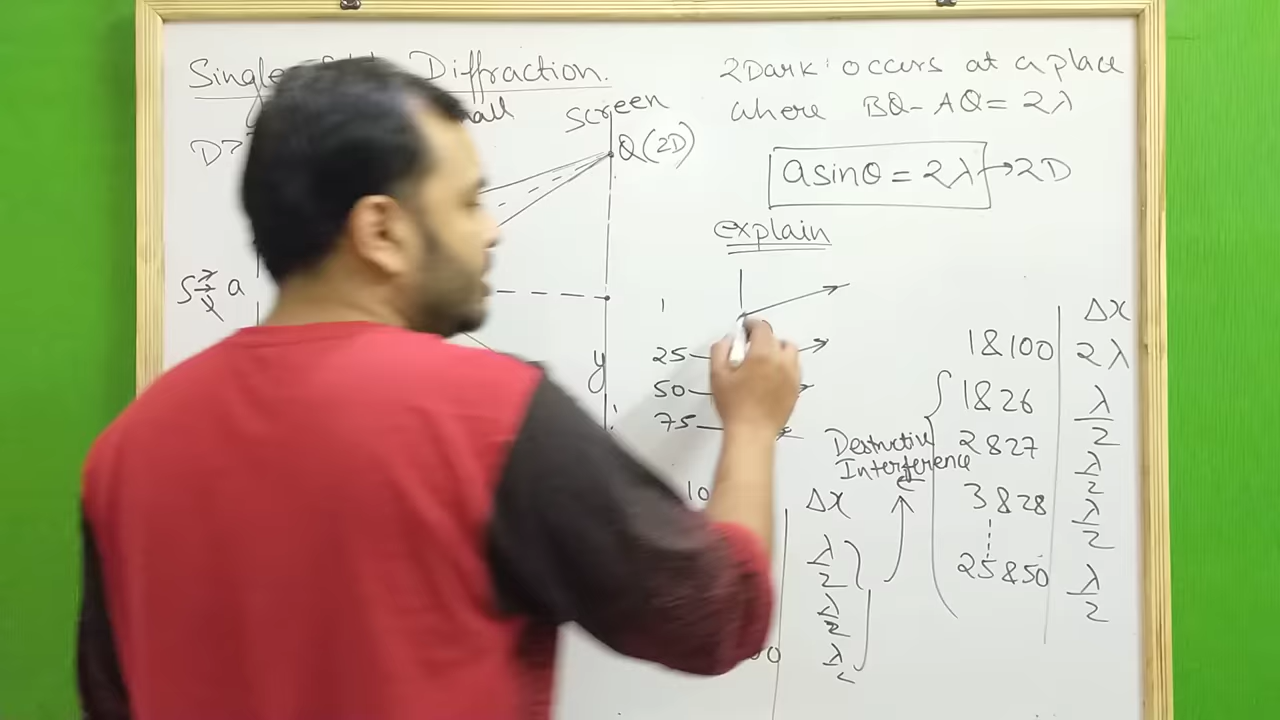 Single Diffraction.
Screen
D?
Q(2D)
S⇌ a
y
2Dark: occurs at a place
where BQ-AQ=2λ
asinθ=2λ→2D
explain
1
25
50
75
10
Δx
1&100 2λ
1&26 λ/2
2&27 λ/2
3&28 λ/2
25&50 λ/2
Destructive
Interference
Δx
λ/2
λ/2
λ